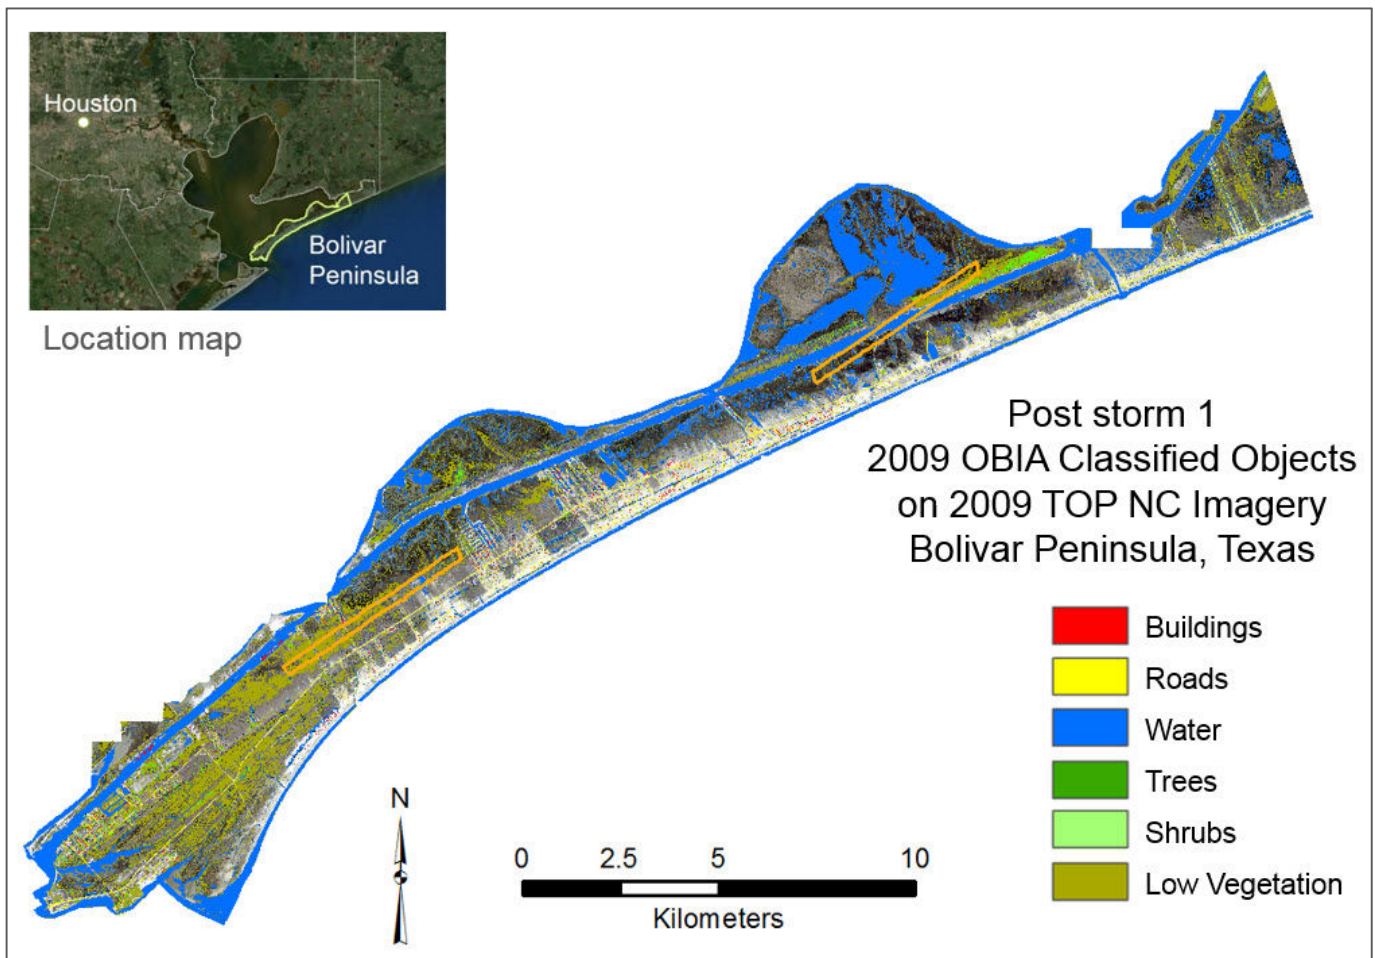 Houston
Bolivar
Peninsula
Location map
Post storm 1
2009 OBIA Classified Objects
on 2009 TOP NC Imagery
Bolivar Peninsula, Texas
Buildings
Roads
Water
Trees
Shrubs
Low Vegetation
N
0 2.5 5 10
Kilometers